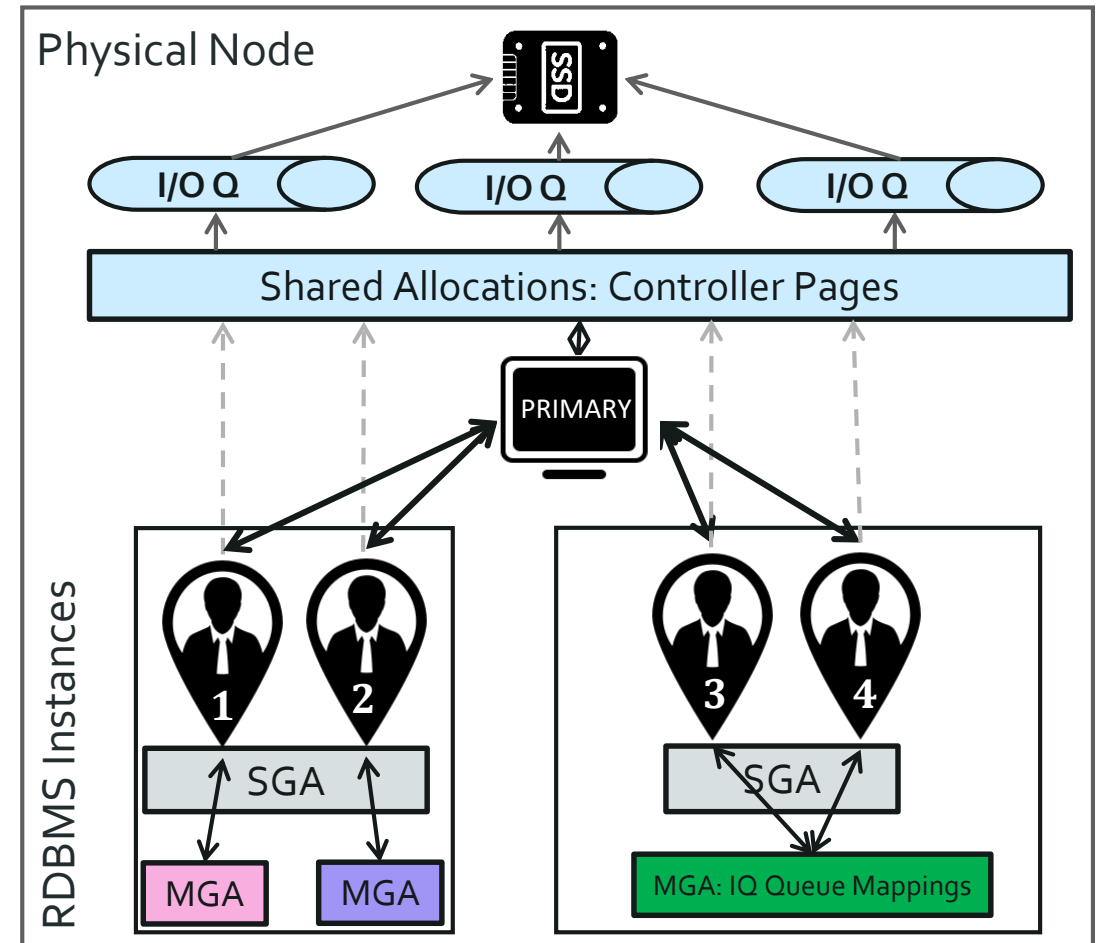 Physical Node
SSD
I/O Q
I/O Q
I/O Q
Shared Allocations: Controller Pages
PRIMARY
RDBMS Instances
1
2
3
4
SGA
SGA
MGA
MGA
MGA: IQ Queue Mappings